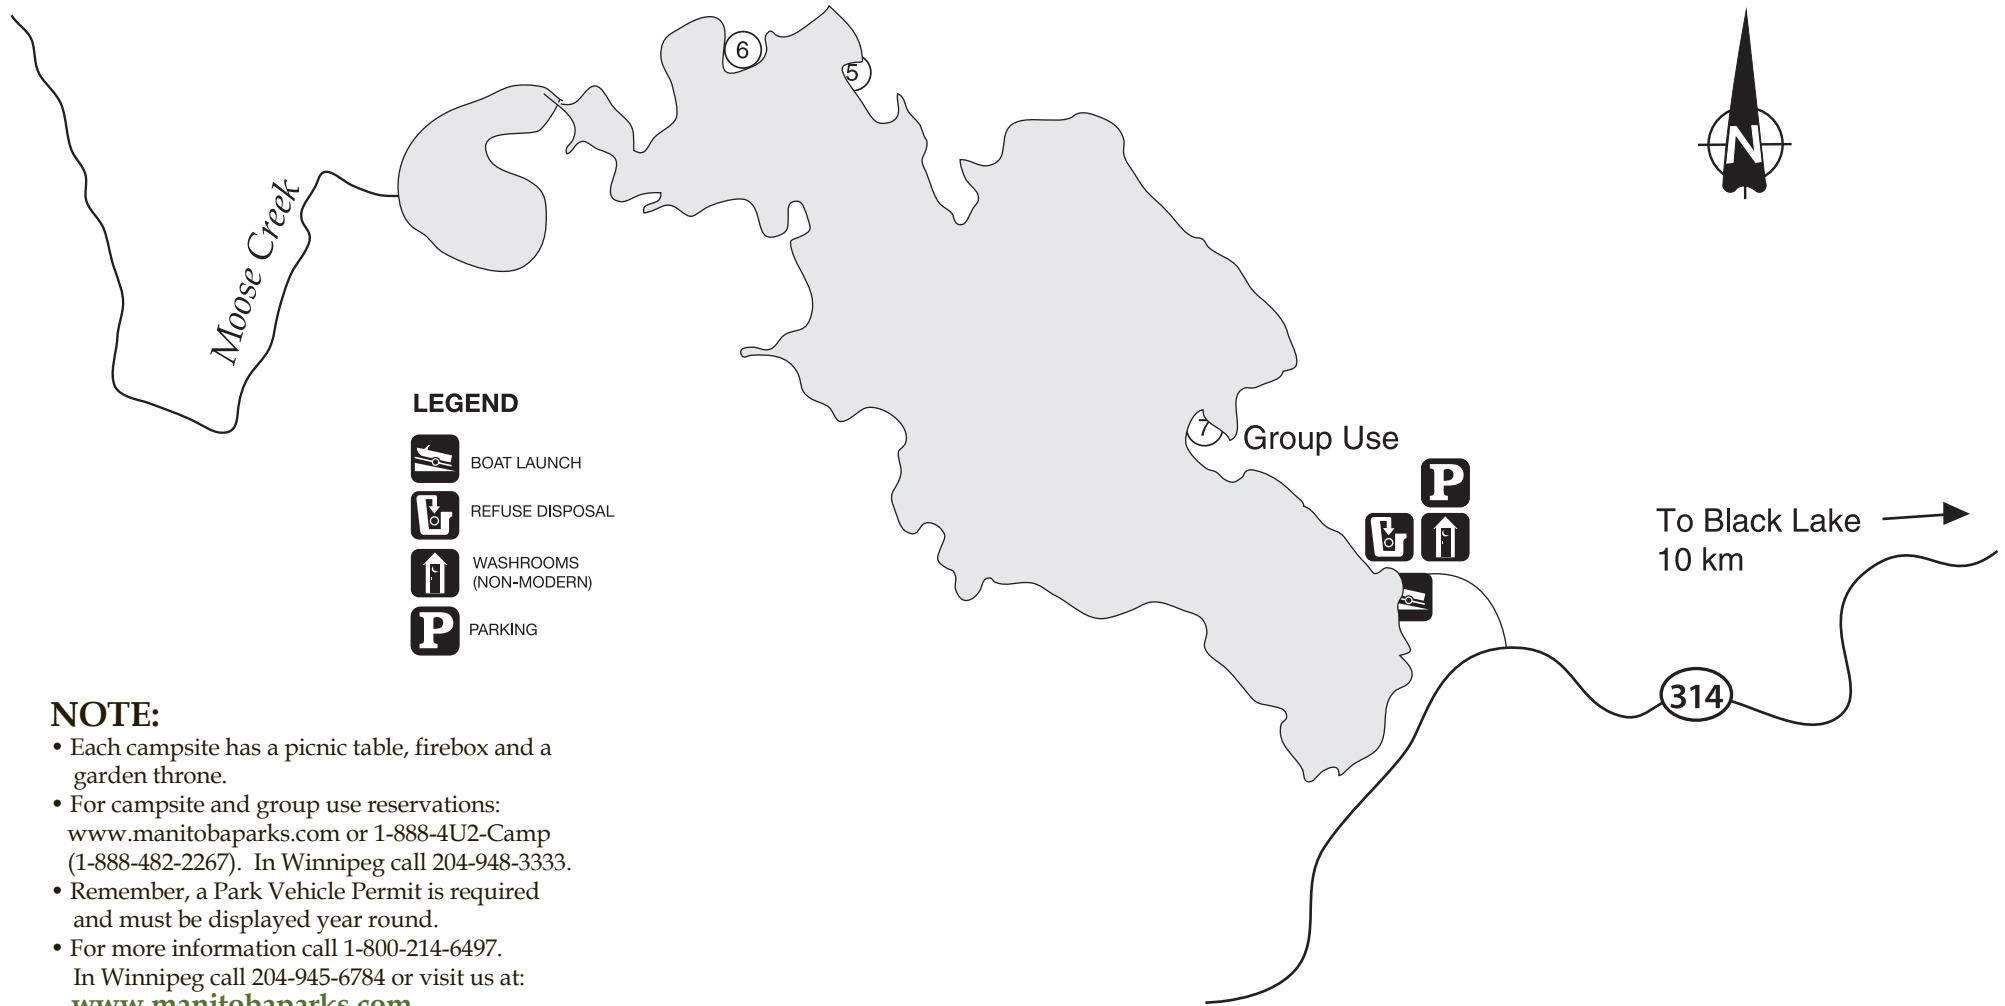 6
5
N
Moose Creek
LEGEND
BOAT LAUNCH
REFUSE DISPOSAL
WASHROOMS
(NON-MODERN)
P PARKING
7
Group Use
P
To Black Lake
10 km
314
NOTE:
• Each campsite has a picnic table, firebox and a
garden throne.
• For campsite and group use reservations:
www.manitobaparks.com or 1-888-4U2-Camp
(1-888-482-2267). In Winnipeg call 204-948-3333.
• Remember, a Park Vehicle Permit is required
and must be displayed year round.
• For more information call 1-800-214-6497.
In Winnipeg call 204-945-6784 or visit us at:
www.manitobaparks.com